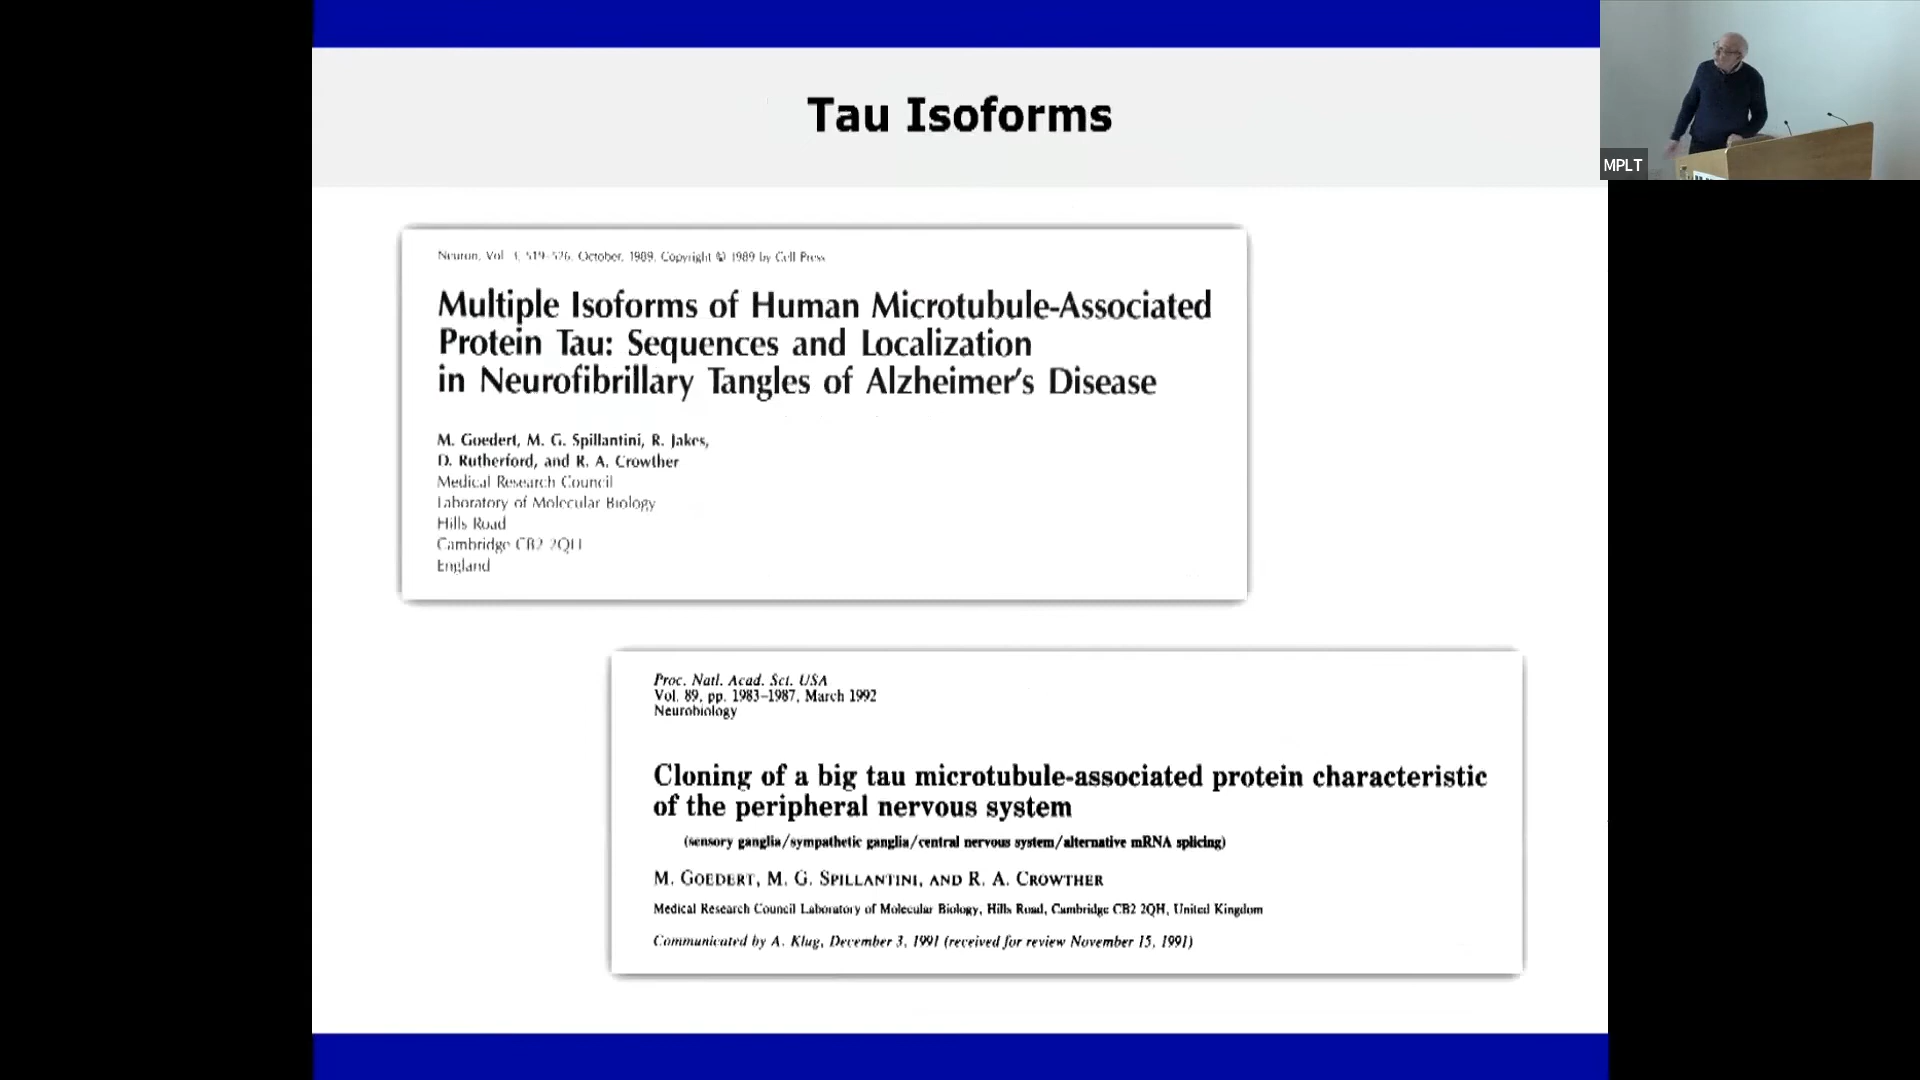 Tau Isoforms
MPLT
Neuron, Vol. 3, 519-526, October, 1989, Copyright © 1989 by Cell Press
Multiple Isoforms of Human Microtubule-Associated
Protein Tau: Sequences and Localization
in Neurofibrillary Tangles of Alzheimer's Disease
M. Goedert, M. G. Spillantini, R. Jakes,
D. Rutherford, and R. A. Crowther
Medical Research Council
Laboratory of Molecular Biology
Hills Road
Cambridge CB2 2QH
England
Proc. Natl. Acad. Sci. USA
Vol. 89, pp. 1983–1987, March 1992
Neurobiology
Cloning of a big tau microtubule-associated protein characteristic
of the peripheral nervous system
(sensory ganglia/sympathetic ganglia/central nervous system/alternative mRNA splicing)
M. GOEDERT, M. G. SPILLANTINI, AND R. A. CROWTHER
Medical Research Council Laboratory of Molecular Biology, Hills Road, Cambridge CB2 2QH, United Kingdom
Communicated by A. Klug, December 3, 1991 (received for review November 15, 1991)